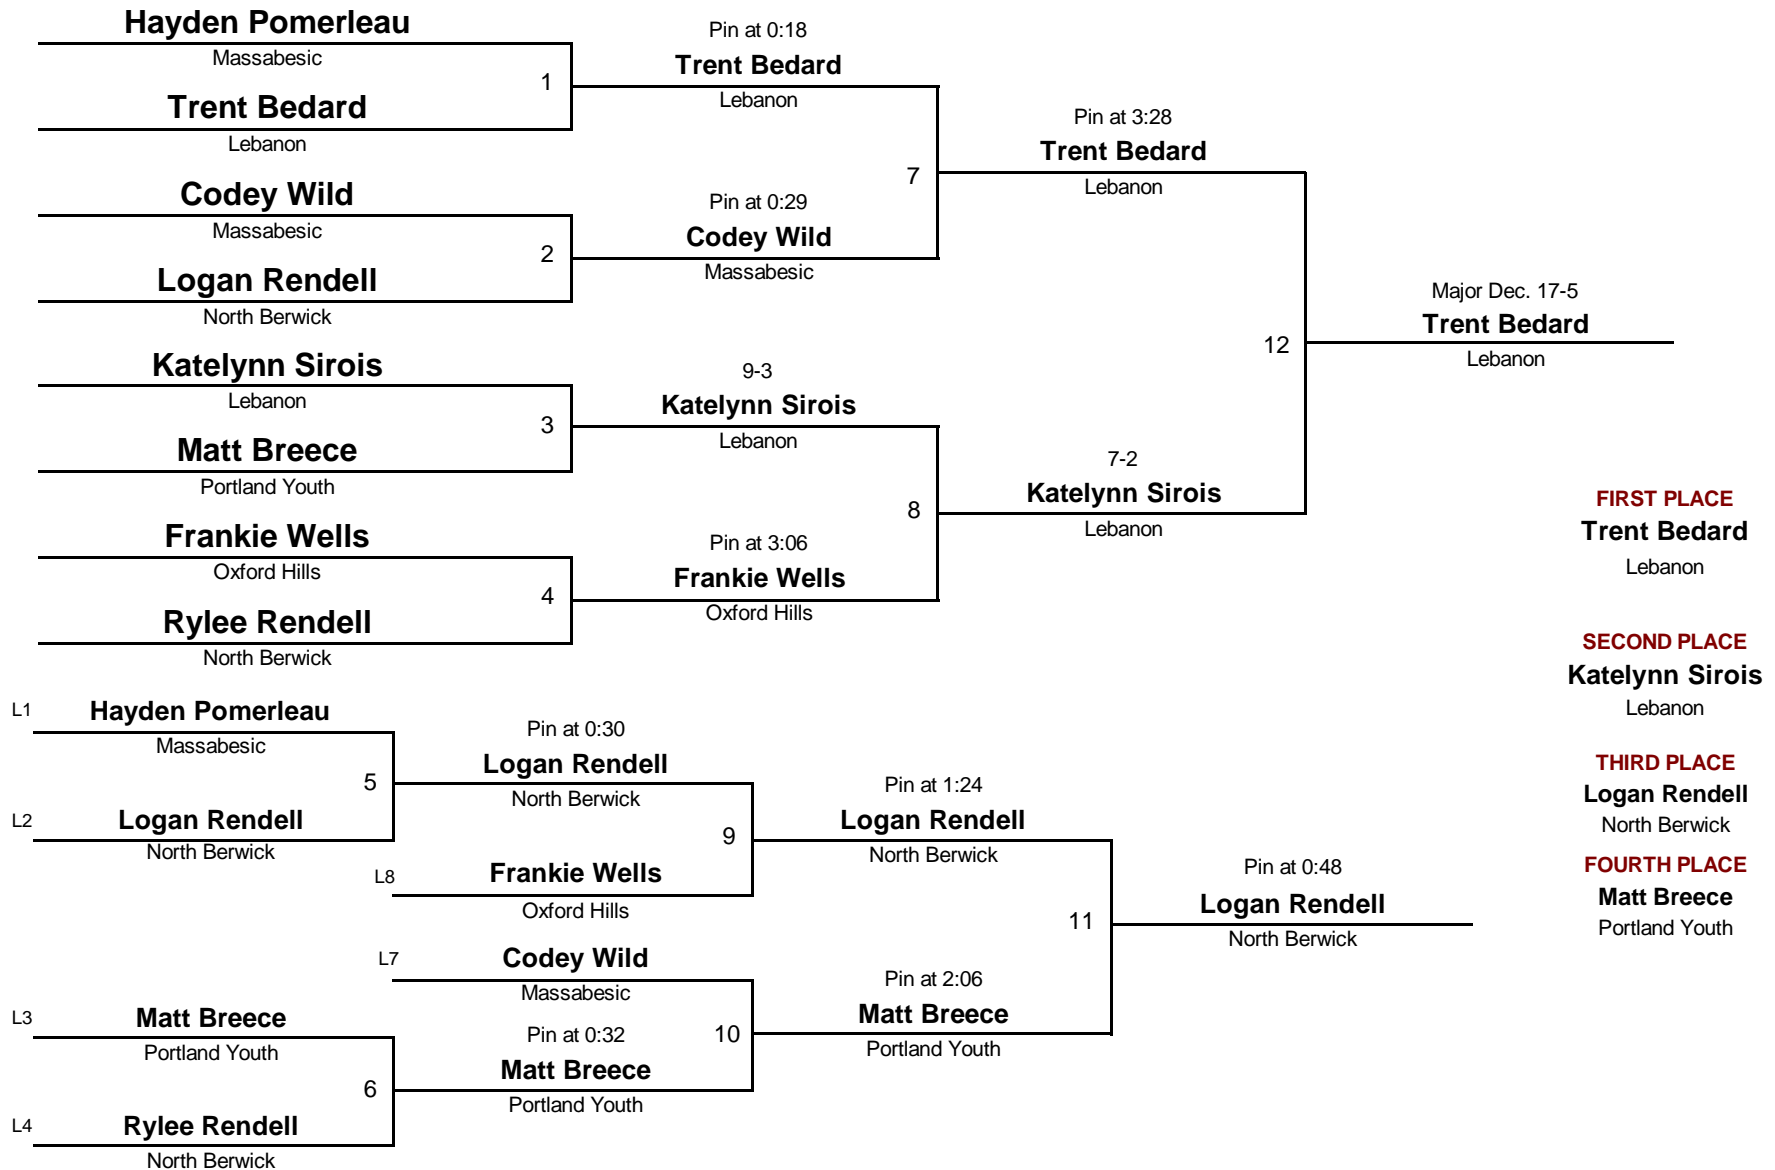 Hayden Pomerleau
Massabesic
1
Trent Bedard
Lebanon
Codey Wild
Massabesic
2
Logan Rendell
North Berwick
Katelynn Sirois
Lebanon
3
Matt Breece
Portland Youth
Frankie Wells
Oxford Hills
4
Rylee Rendell
North Berwick
Pin at 0:18
Trent Bedard
Lebanon
7
Pin at 0:29
Codey Wild
Massabesic
9-3
Katelynn Sirois
Lebanon
8
Pin at 3:06
Frankie Wells
Oxford Hills
Pin at 3:28
Trent Bedard
Lebanon
12
7-2
Katelynn Sirois
Lebanon
Major Dec. 17-5
Trent Bedard
Lebanon
FIRST PLACE
Trent Bedard
Lebanon
SECOND PLACE
Katelynn Sirois
Lebanon
THIRD PLACE
Logan Rendell
North Berwick
FOURTH PLACE
Matt Breece
Portland Youth
L1 Hayden Pomerleau
Massabesic
5
L2 Logan Rendell
North Berwick
L3 Matt Breece
Portland Youth
6
L4 Rylee Rendell
North Berwick
Pin at 0:30
Logan Rendell
North Berwick
9
L8 Frankie Wells
Oxford Hills
L7 Codey Wild
Massabesic
10
Pin at 0:32
Matt Breece
Portland Youth
Pin at 1:24
Logan Rendell
North Berwick
11
Pin at 2:06
Matt Breece
Portland Youth
Pin at 0:48
Logan Rendell
North Berwick